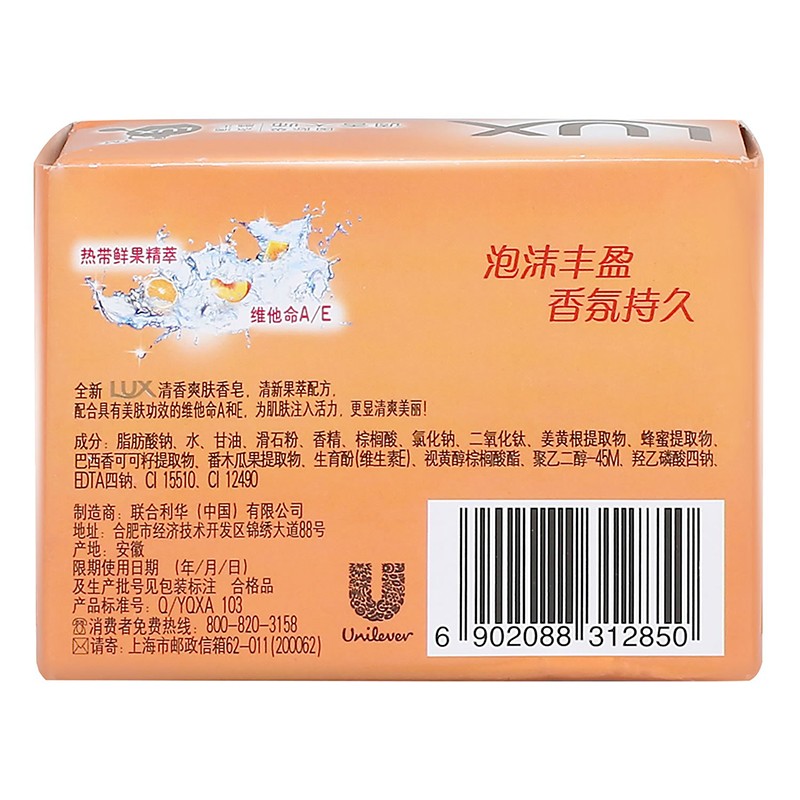 LUX
热带鲜果精萃
维他命A/E
泡沫丰盈
香氛持久
全新 LUX 清香爽肤香皂，清新果萃配方，
配合具有美肤功效的维他命A和E，为肌肤注入活力，更显清爽美丽！
成分：脂肪酸钠、水、甘油、滑石粉、香精、棕榈酸、氯化钠、二氧化钛、姜黄根提取物、蜂蜜提取物、
巴西香可可籽提取物、番木瓜果提取物、生育酚(维生素E)、视黄醇棕榈酸酯、聚乙二醇-45M、羟乙磷酸四钠、
EDTA四钠、CI 15510、CI 12490
制造商：联合利华（中国）有限公司
地址：合肥市经济技术开发区锦绣大道88号
产地：安徽
限期使用日期 （年/月/日）
及生产批号见包装标注 合格品
产品标准号：Q/YQXA 103
消费者免费热线：800-820-3158
请寄：上海市邮政信箱62-011(200062)
Unilever
6 902088 312850